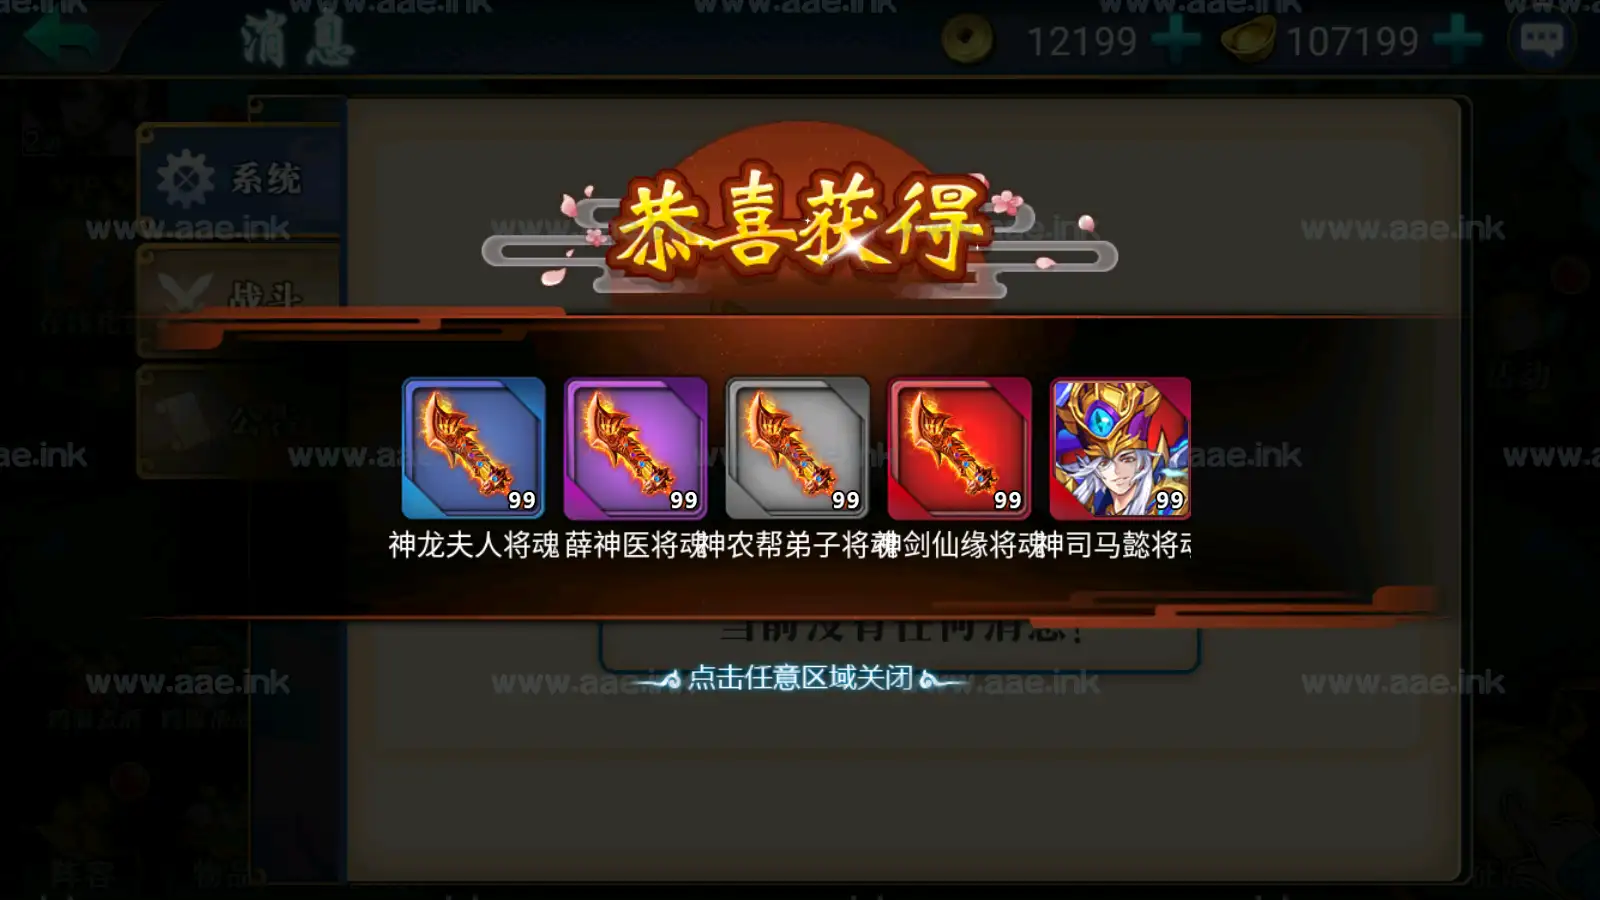 消息
12199
107199
系统
战斗
恭喜获得
99
99
99
99
99
神龙夫人将魂
薛神医将魂
神农帮弟子将魂
神剑仙缘将魂
神司马懿将魂
当前没有任何消息!
点击任意区域关闭
阵容
www.aae.ink